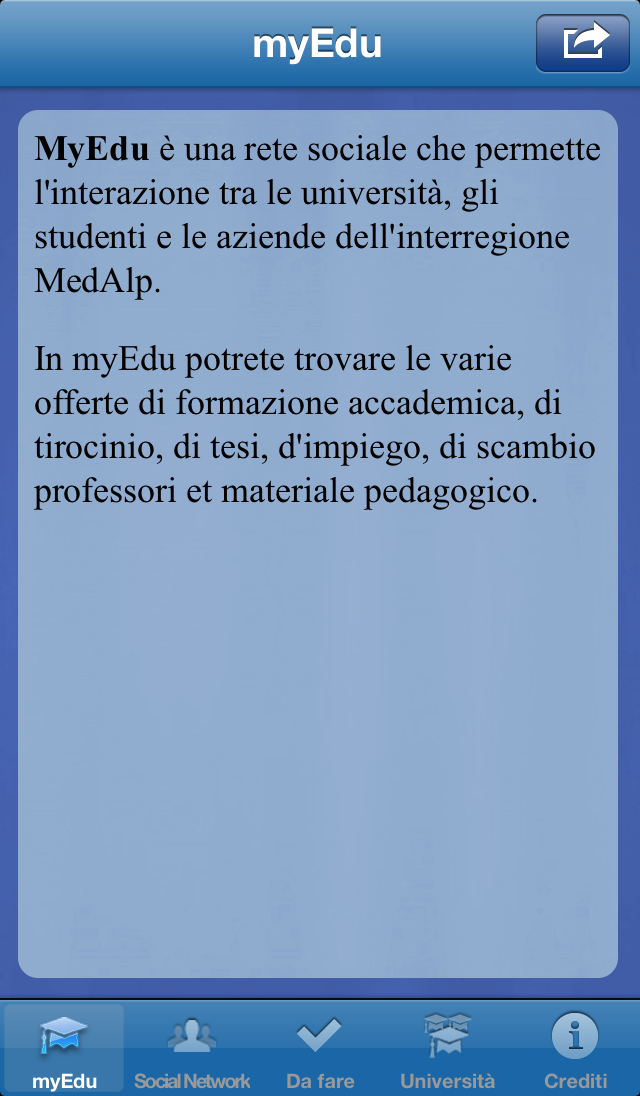 myEdu
MyEdu è una rete sociale che permette
l'interazione tra le università, gli
studenti e le aziende dell'interregione
MedAlp.
In myEdu potrete trovare le varie
offerte di formazione accademica, di
tirocinio, di tesi, d'impiego, di scambio
professori et materiale pedagogico.
myEdu Social Network Da fare Università Crediti